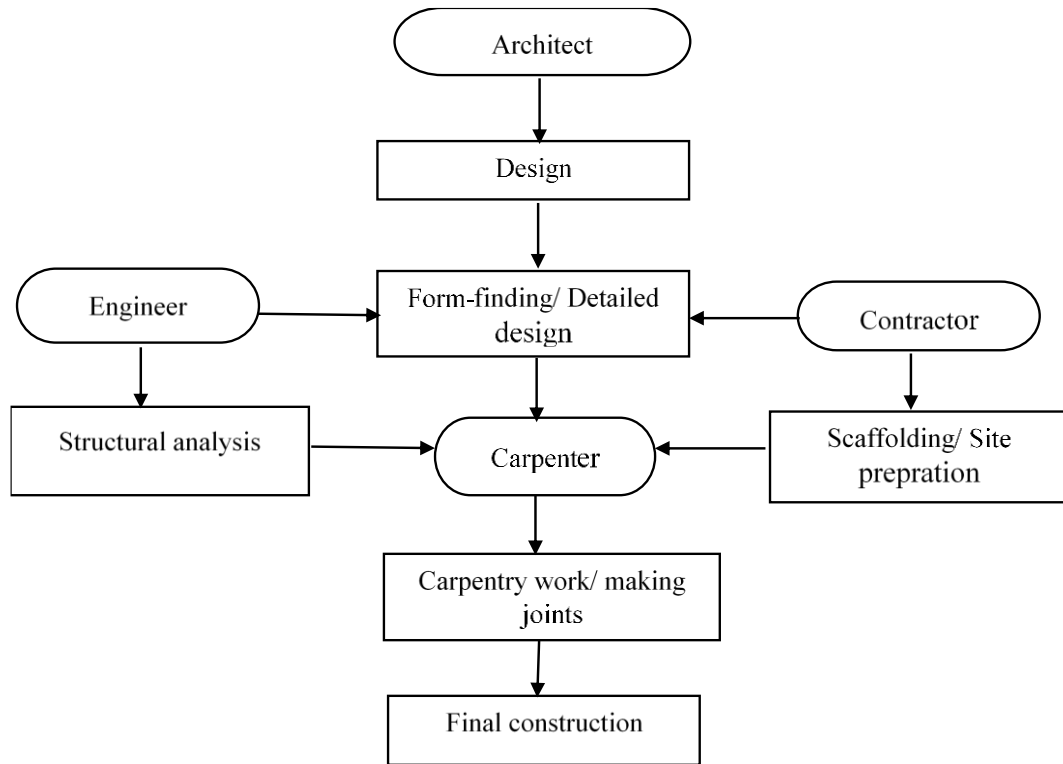 Architect
Design
Engineer
Form-finding/ Detailed
design
Contractor
Structural analysis
Carpenter
Scaffolding/ Site
prepration
Carpentry work/ making
joints
Final construction